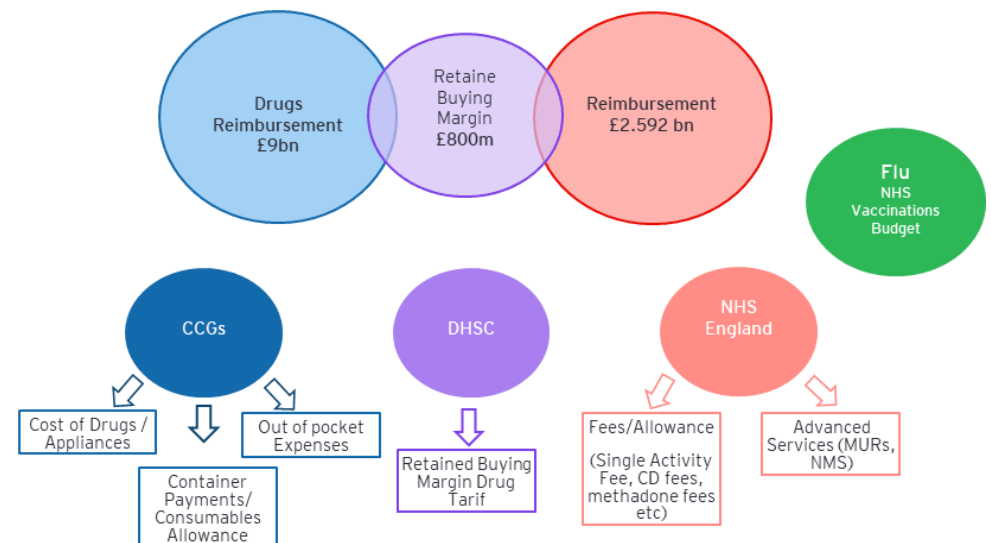 Drugs
Reimbursement
£9bn
Retaine
Buying
Margin
£800m
Reimbursement
£2.592 bn
Flu
NHS
Vaccinations
Budget
CCGs
DHSC
NHS
England
Cost of Drugs /
Appliances
Container
Payments/
Consumables
Allowance
Out of pocket
Expenses
Retained Buying
Margin Drug
Tarif
Fees/Allowance
(Single Activity
Fee, CD fees,
methadone fees
etc)
Advanced
Services (MURs,
NMS)